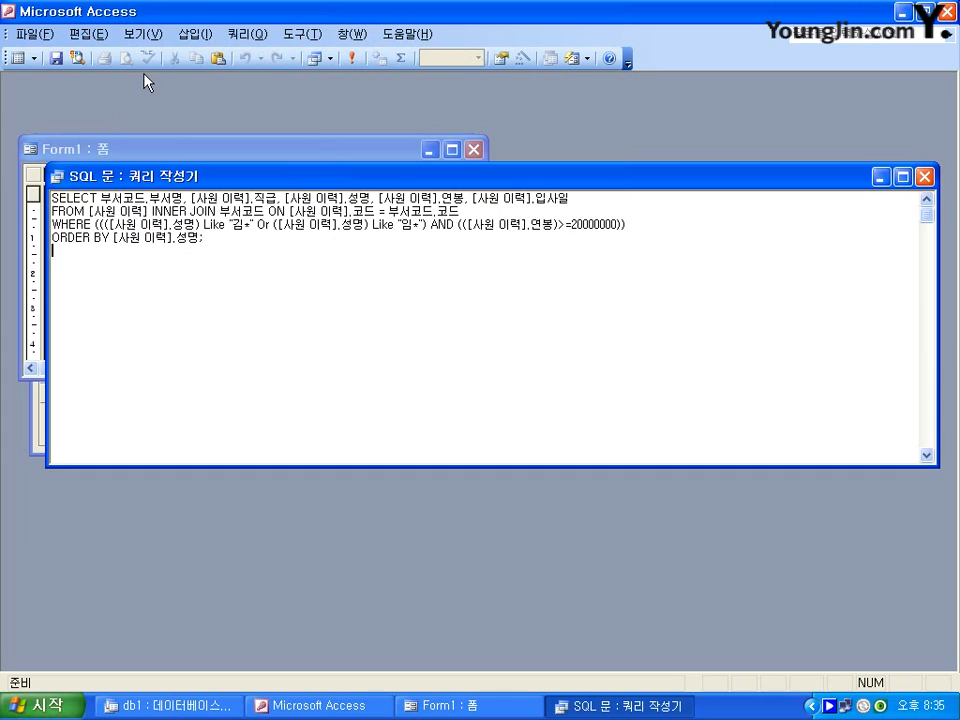 Microsoft Access
파일(F) 편집(E) 보기(V) 삽입(I) 쿼리(Q) 도구(T) 창(W) 도움말(H)
YoungJin.com Y.
Form1 : 폼
SQL 문 : 쿼리 작성기
SELECT 부서코드.부서명, [사원 이력].직급, [사원 이력].성명, [사원 이력].연봉, [사원 이력].입사일
FROM [사원 이력] INNER JOIN 부서코드 ON [사원 이력].코드 = 부서코드.코드
WHERE ((([사원 이력].성명) Like "김*" Or ([사원 이력].성명) Like "임*") AND (([사원 이력].연봉)>=20000000))
ORDER BY [사원 이력].성명;
1
2
3
4
준비 NUM
시작 db1 : 데이터베이스... Microsoft Access Form1 : 폼 SQL 문 : 쿼리 작성기 오후 8:35